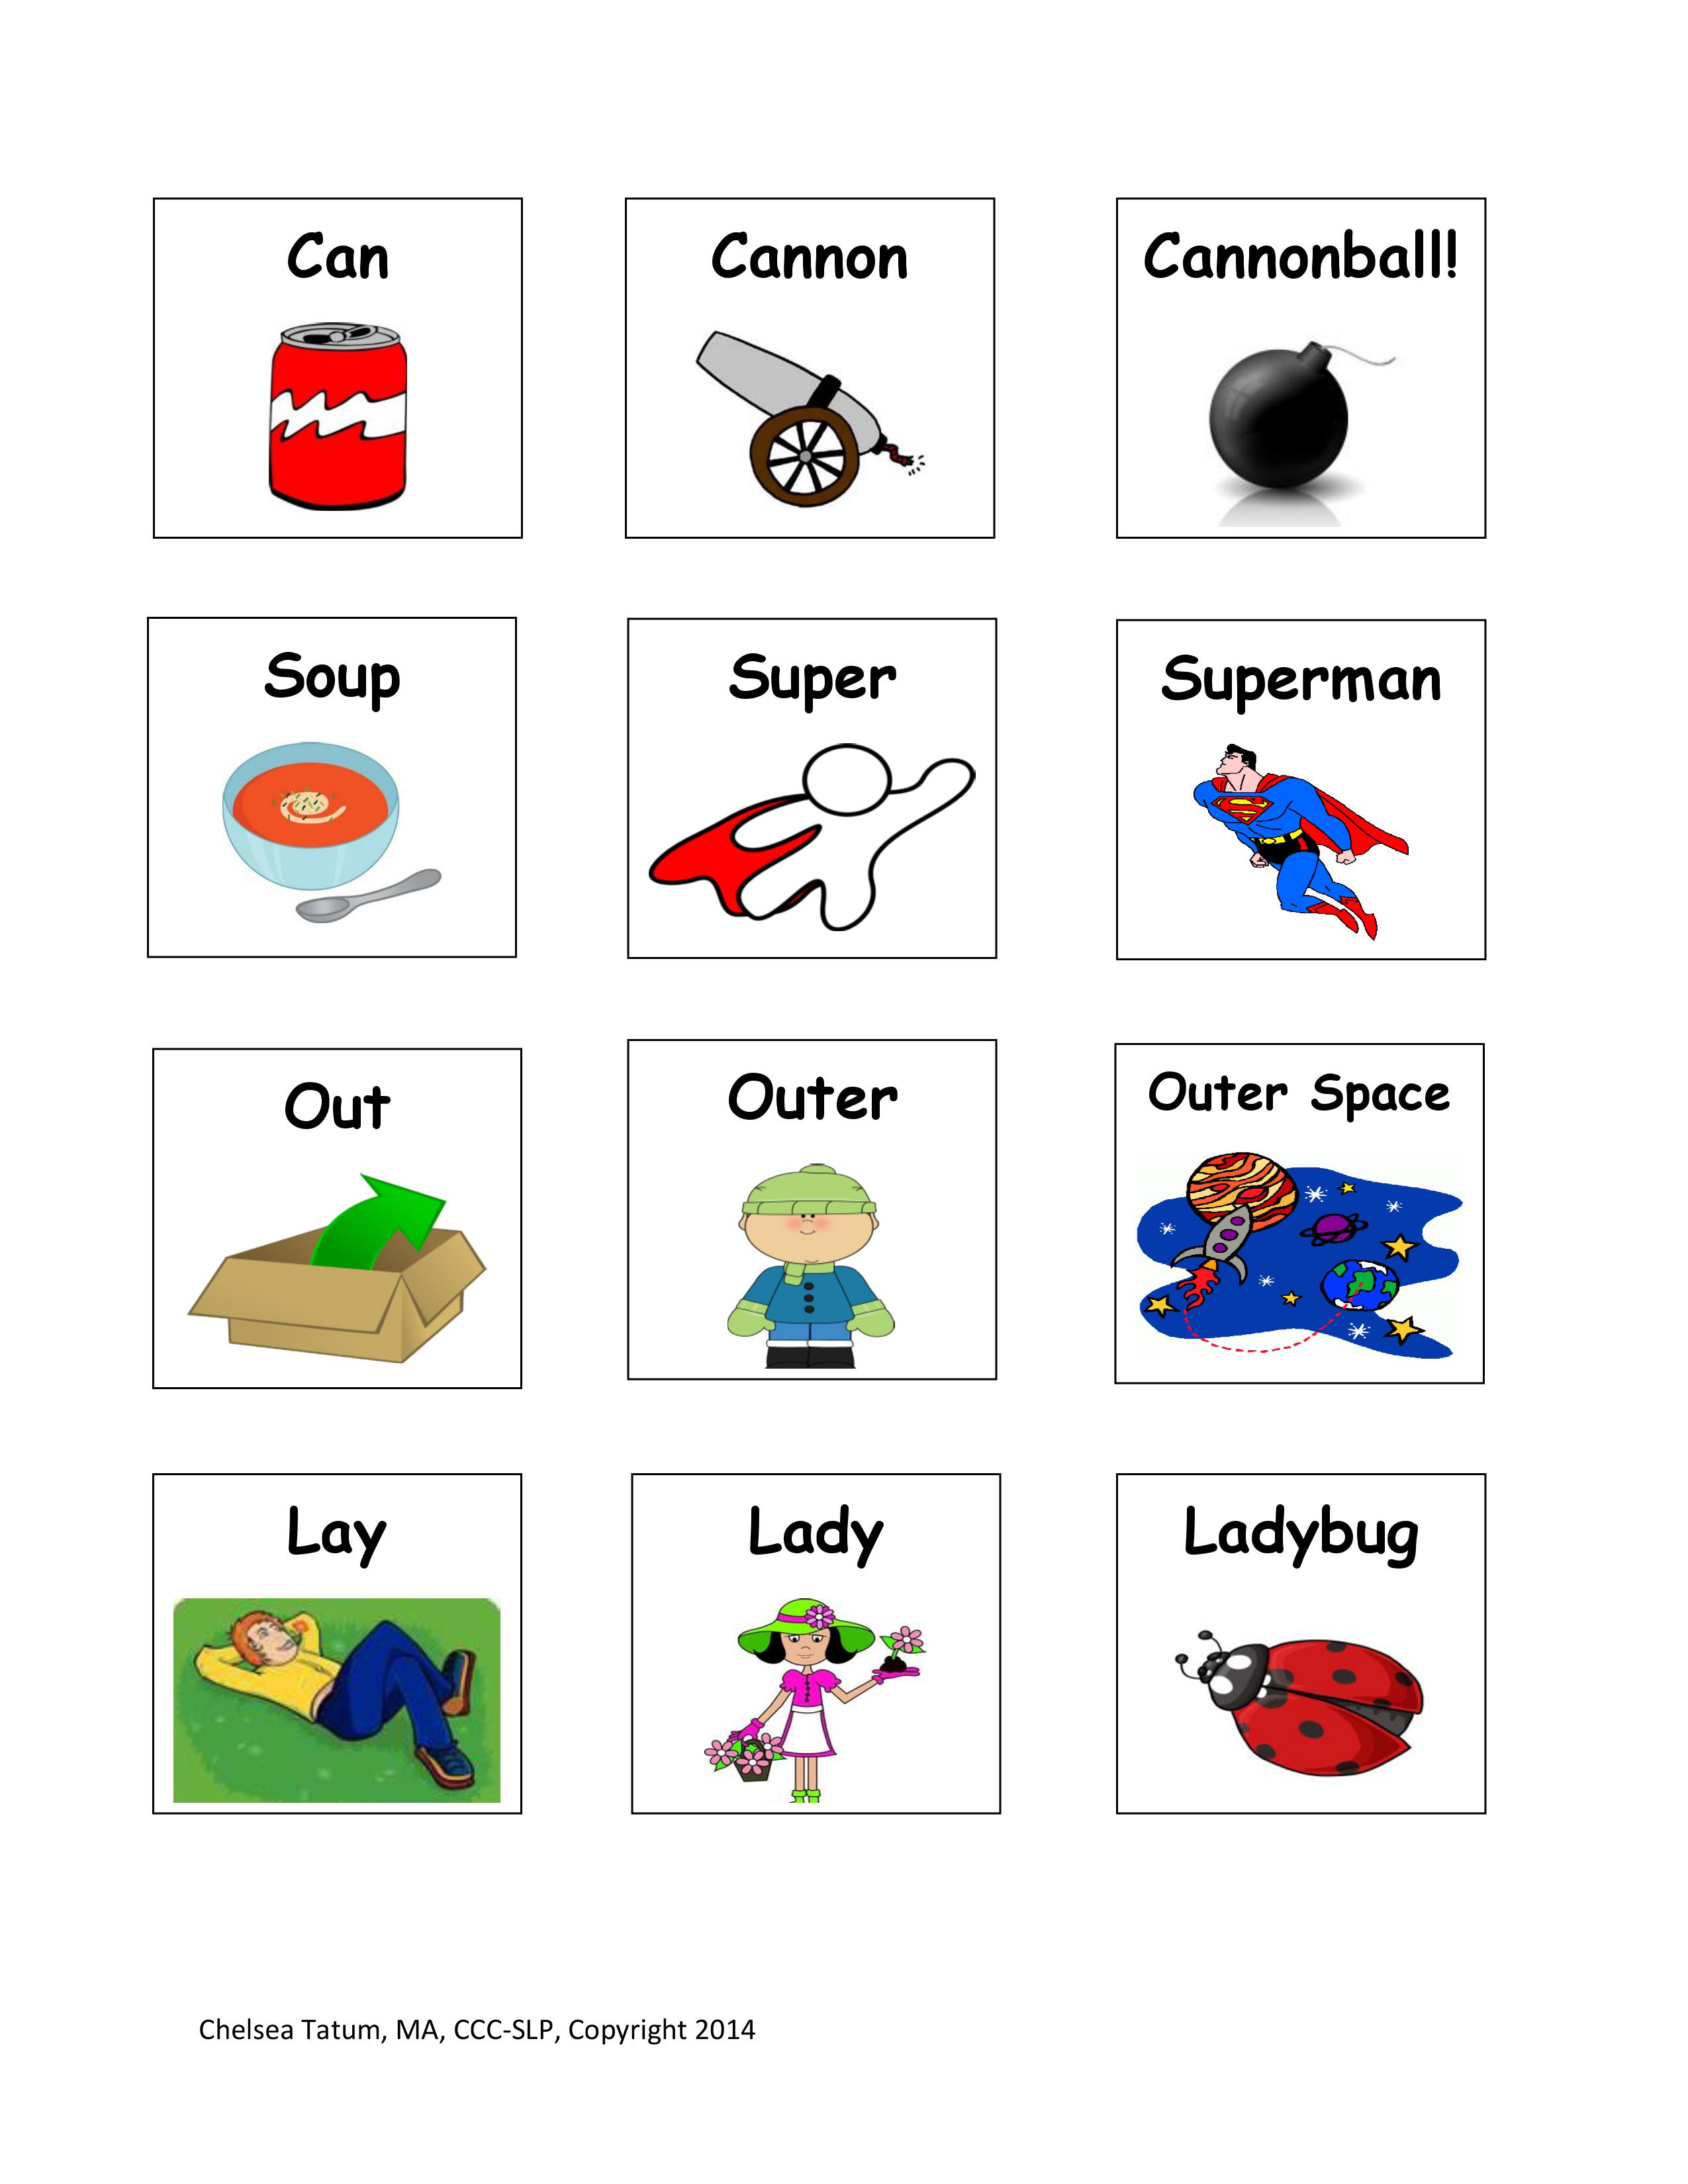 Can
Cannon
Cannonball!
Soup
Super
Superman
Out
Outer
Outer Space
Lay
Lady
Ladybug
Chelsea Tatum, MA, CCC-SLP, Copyright 2014